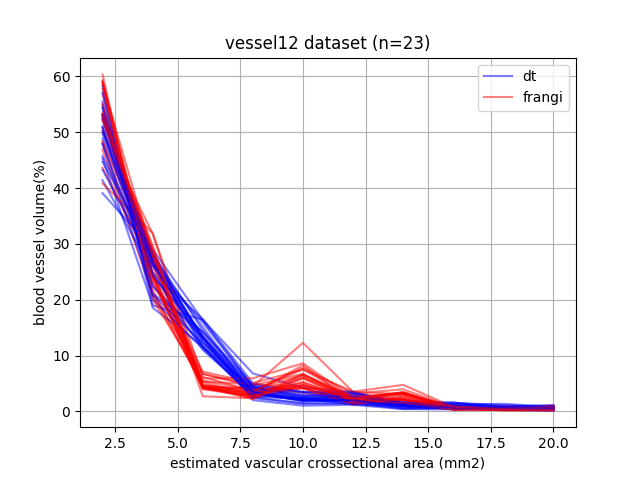 vessel12 dataset (n=23)
dt
frangi
60
50
40
30
20
10
0
blood vessel volume(%)
2.5 5.0 7.5 10.0 12.5 15.0 17.5 20.0
estimated vascular crossectional area (mm2)